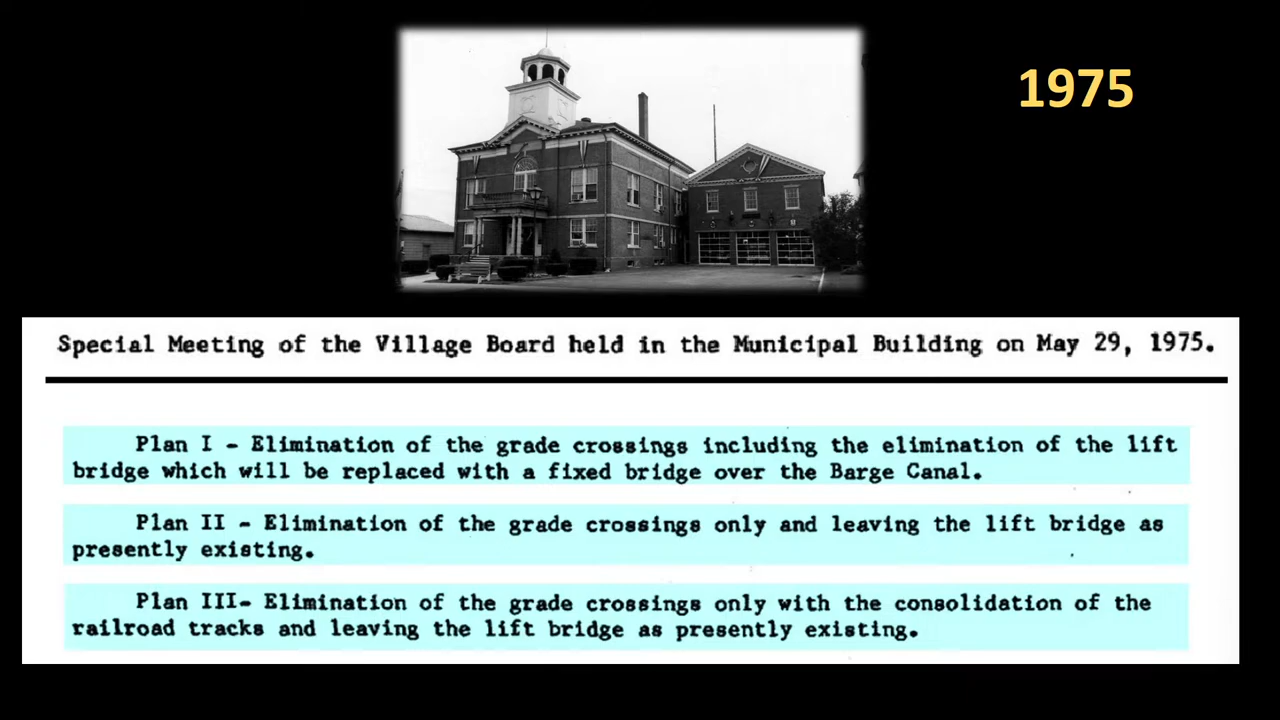 1975
Special Meeting of the Village Board held in the Municipal Building on May 29, 1975.
Plan I - Elimination of the grade crossings including the elimination of the lift
bridge which will be replaced with a fixed bridge over the Barge Canal.
Plan II - Elimination of the grade crossings only and leaving the lift bridge as
presently existing.
Plan III- Elimination of the grade crossings only with the consolidation of the
railroad tracks and leaving the lift bridge as presently existing.